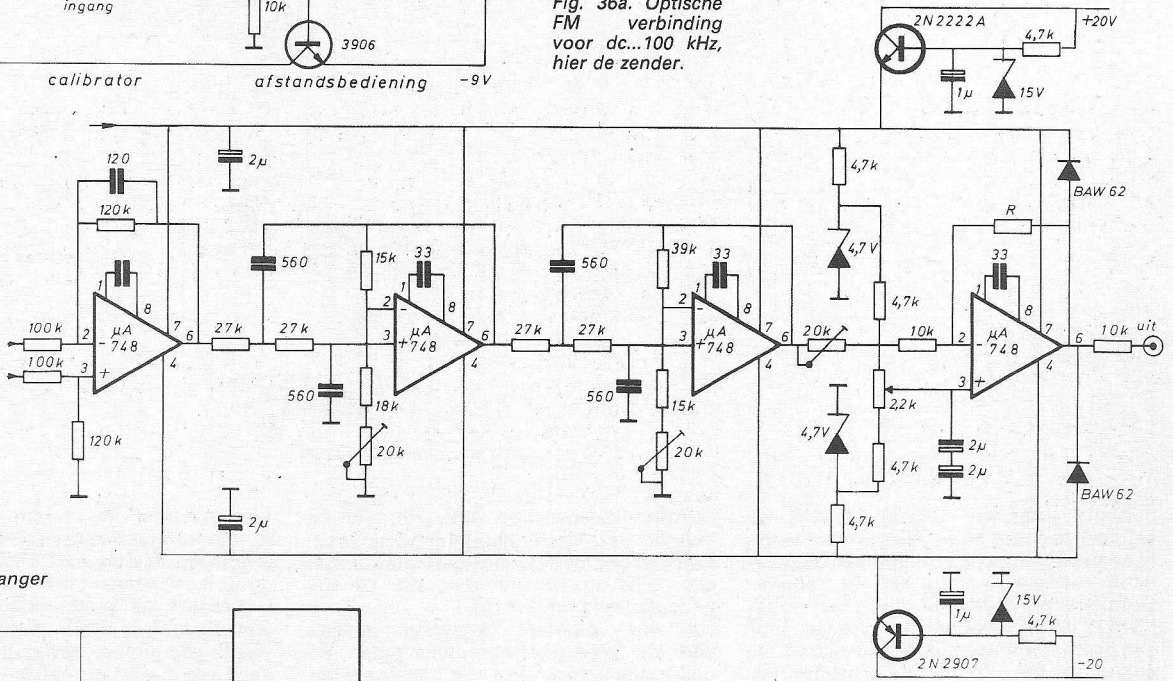 ingang
10k
3906
calibrator
afstandsbediening
-9V
Fig. 36a. Optische
FM verbinding
voor dc...100 kHz,
hier de zender.
2N2222A
+20V
4,7k
1µ
15V
2µ
120
120k
4,7k
BAW 62
R
560
15k
33
560
39k
33
4,7V
4,7k
33
1
8
1
8
1
8
1
8
100k
2
-
µA
748
7
6
27k
27k
2
-
3
+
µA
748
7
6
27k
27k
2
-
3
+
µA
748
7
6
20k
10k
2
-
µA
748
7
6
10k
uit
100k
3
+
4
4
4
3
+
4
560
18k
560
15k
2,2k
120k
20k
20k
4,7V
4,7k
2µ
2µ
BAW 62
2µ
4,7k
anger
1µ
15V
4,7k
2N2907
-20